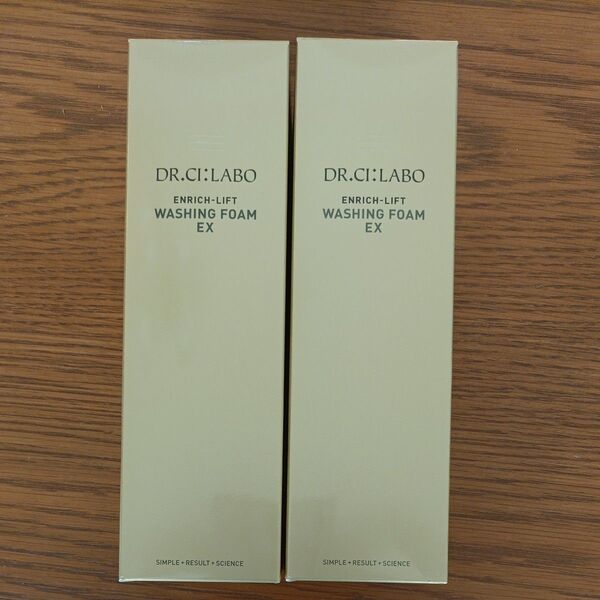 DR.CI:LABO
ENRICH-LIFT
WASHING FOAM
EX
SIMPLE+RESULT+SCIENCE
DR.CI:LABO
ENRICH-LIFT
WASHING FOAM
EX
SIMPLE+RESULT+SCIENCE